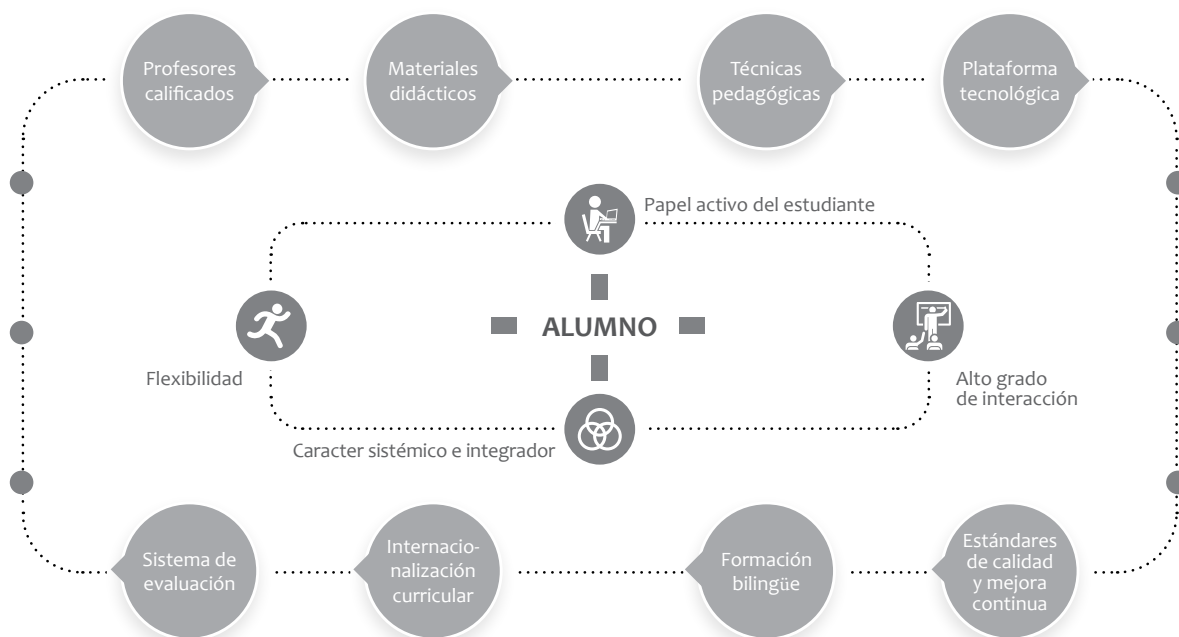 Profesores
calificados
Materiales
didácticos
Técnicas
pedagógicas
Plataforma
tecnológica
Papel activo del estudiante
ALUMNO
Flexibilidad
Alto grado
de interacción
Caracter sistémico e integrador
Sistema de
evaluación
Internacio-
nalización
curricular
Formación
bilingüe
Estándares
de calidad
y mejora
continua